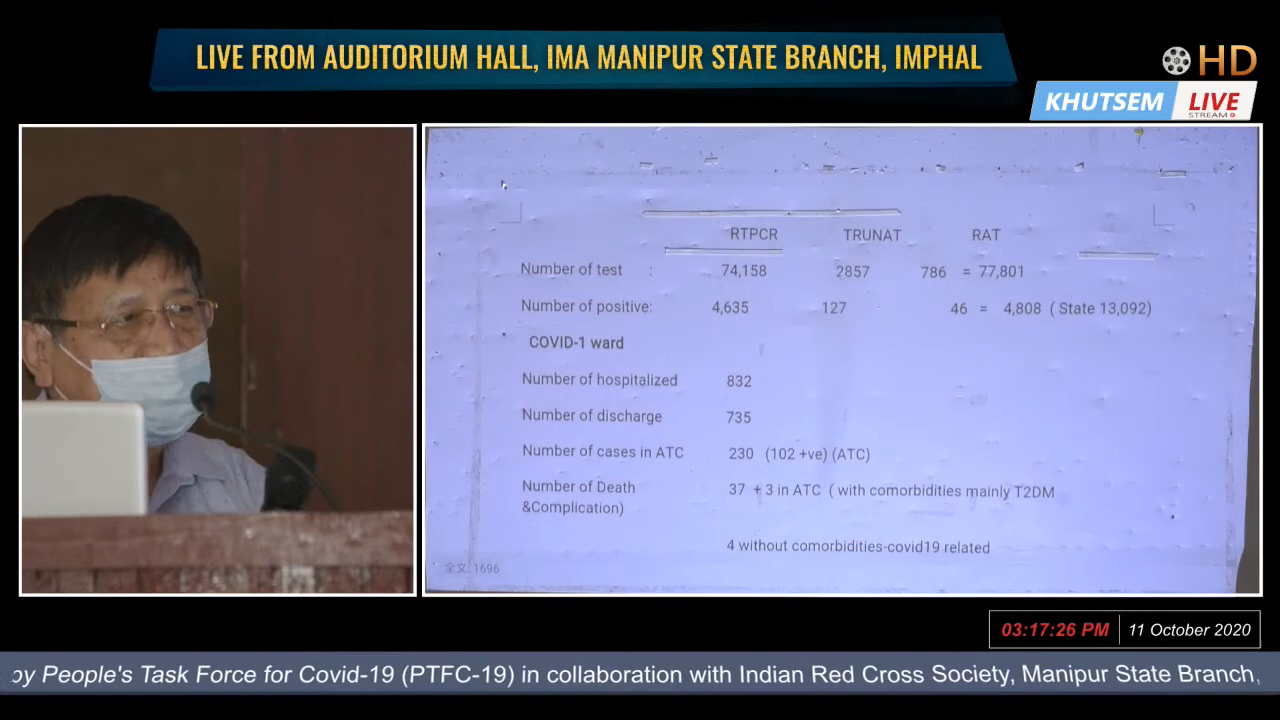 LIVE FROM AUDITORIUM HALL, IMA MANIPUR STATE BRANCH, IMPHAL
HD
KHUTSEM LIVE
STREAM
RTPCR TRUNAT RAT
Number of test : 74,158 2857 786 = 77,801
Number of positive: 4,635 127 46 = 4,808 ( State 13,092)
COVID-1 ward
Number of hospitalized 832
Number of discharge 735
Number of cases in ATC 230 (102 +ve) (ATC)
Number of Death 37 + 3 in ATC ( with comorbidities mainly T2DM
&Complication)
4 without comorbidities-covid19 related
全文: 1696
03:17:26 PM 11 October 2020
by People's Task Force for Covid-19 (PTFC-19) in collaboration with Indian Red Cross Society, Manipur State Branch,